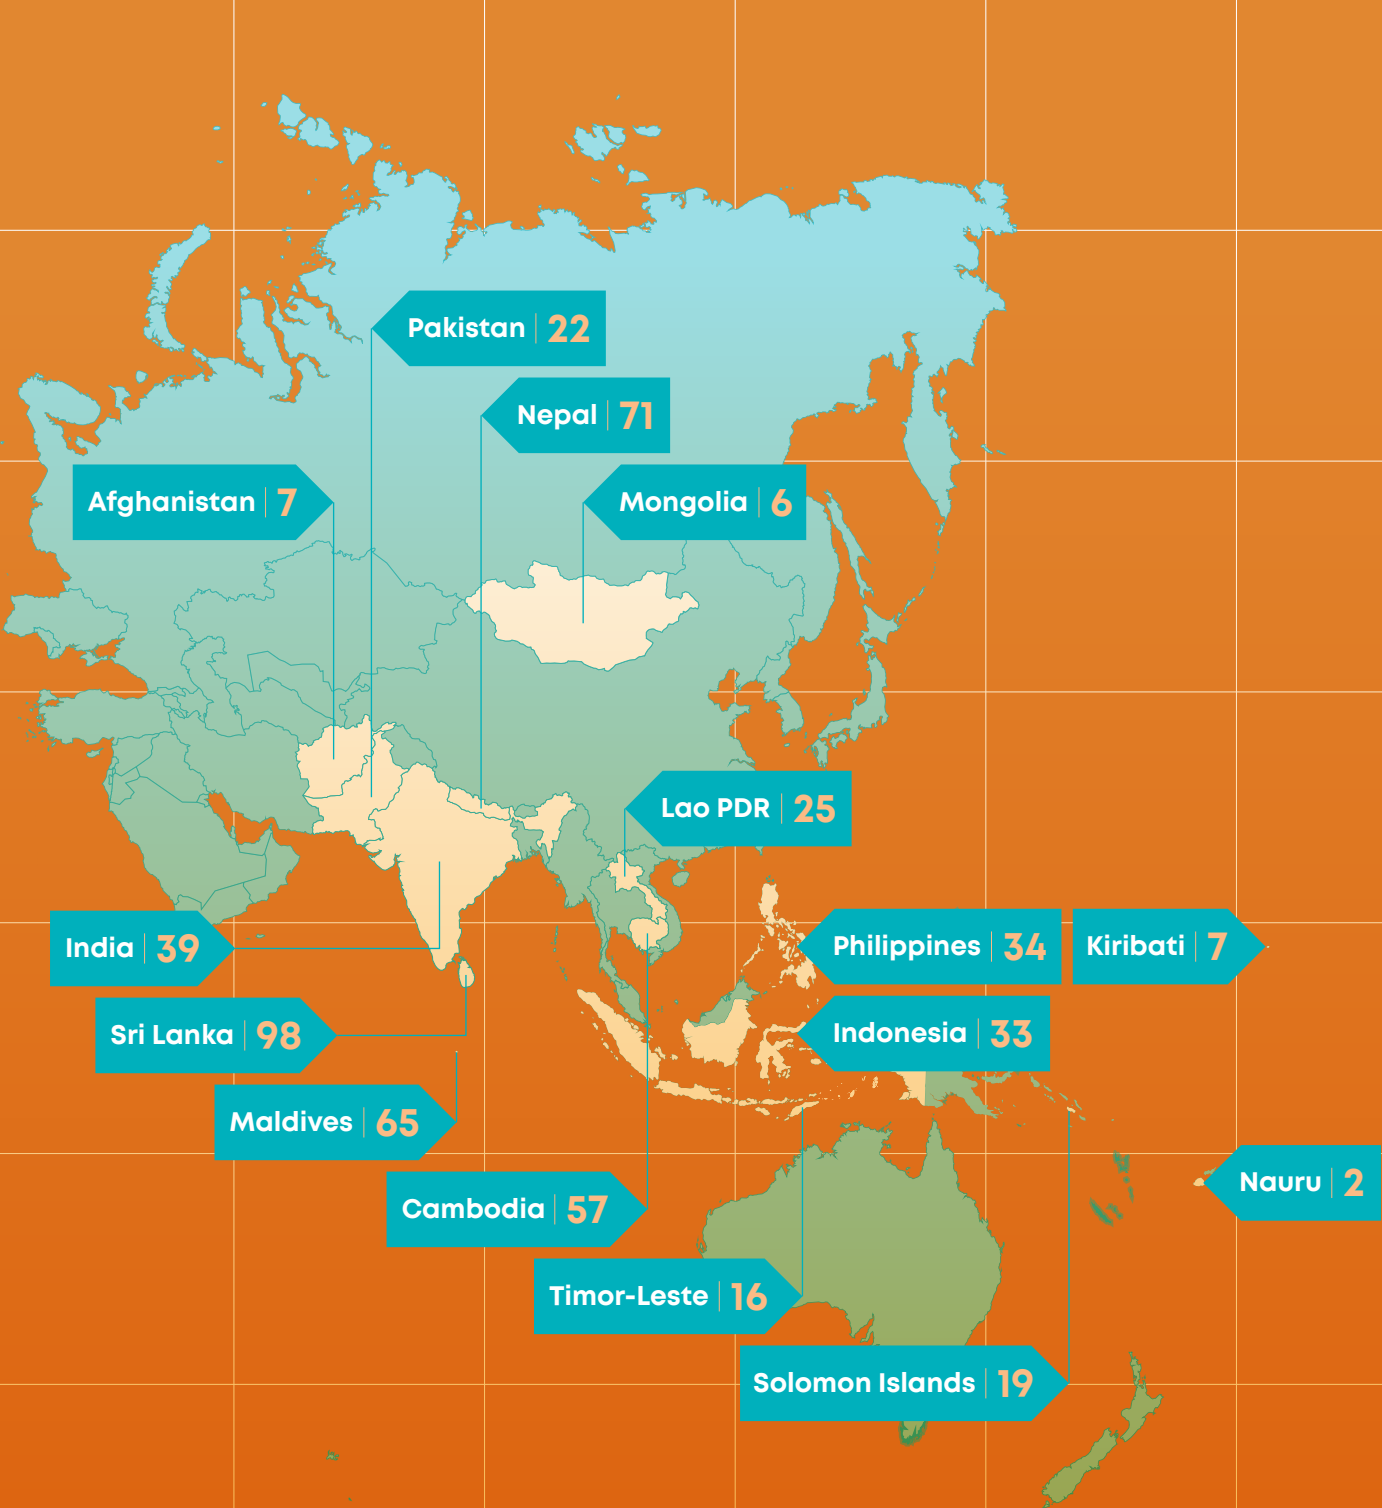 Pakistan 22
Nepal 71
Afghanistan 7
Mongolia 6
Lao PDR 25
India 39
Philippines 34
Kiribati 7
Sri Lanka 98
Indonesia 33
Maldives 65
Nauru 2
Cambodia 57
Timor-Leste 16
Solomon Islands 19